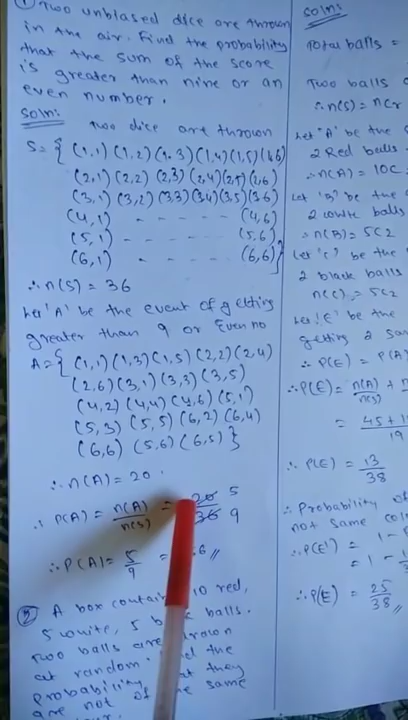 ① Two unbiased dice are thrown
in the air. Find the probability
that the sum of the score
is greater than nine or an
even number.
Soln:
Two dice are thrown
S = { (1,1) (1,2) (1,3) (1,4) (1,5) (1,6)
(2,1) (2,2) (2,3) (2,4) (2,5) (2,6)
(3,1) (3,2) (3,3) (3,4) (3,5) (3,6)
(4,1) - - - - - - (4,6)
(5,1) - - - - - - (5,6)
(6,1) - - - - - - (6,6) }
∴ n(S) = 36
Let 'A' be the event of getting
greater than 9 or Even no
A = { (1,1) (1,3) (1,5) (2,2) (2,4)
(2,6) (3,1) (3,3) (3,5)
(4,2) (4,4) (4,6) (5,1)
(5,3) (5,5) (6,2) (6,4)
(6,6) (5,6) (6,5) }
∴ n(A) = 20.
∴ P(A) = n(A)/n(S) = 20/36 5/9
∴ P(A) = 5/9 =
② A box 10 red,
5 white, 5 balls.
Two balls are
at random. the
they
are not of same
Soln:
Total balls =
Two balls
∴ n(S) = nCr
Let 'A' be the
2 Red balls
∴ n(A) = 10C
Let 'B' be the
2 white balls
∴ n(B) = 5C2
Let 'C' be the
2 black balls
n(C) = 5C2
Let 'E' be the
getting 2 sa
∴ P(E) = P(A)
∴ P(E) = n(A)/n(S) +
= 45+1
19
∴ P(E) = 13/38
∴ Probability of
not same col
∴ P(E') = 1 - P
= 1 - 1
∴ P(E) = 25/38